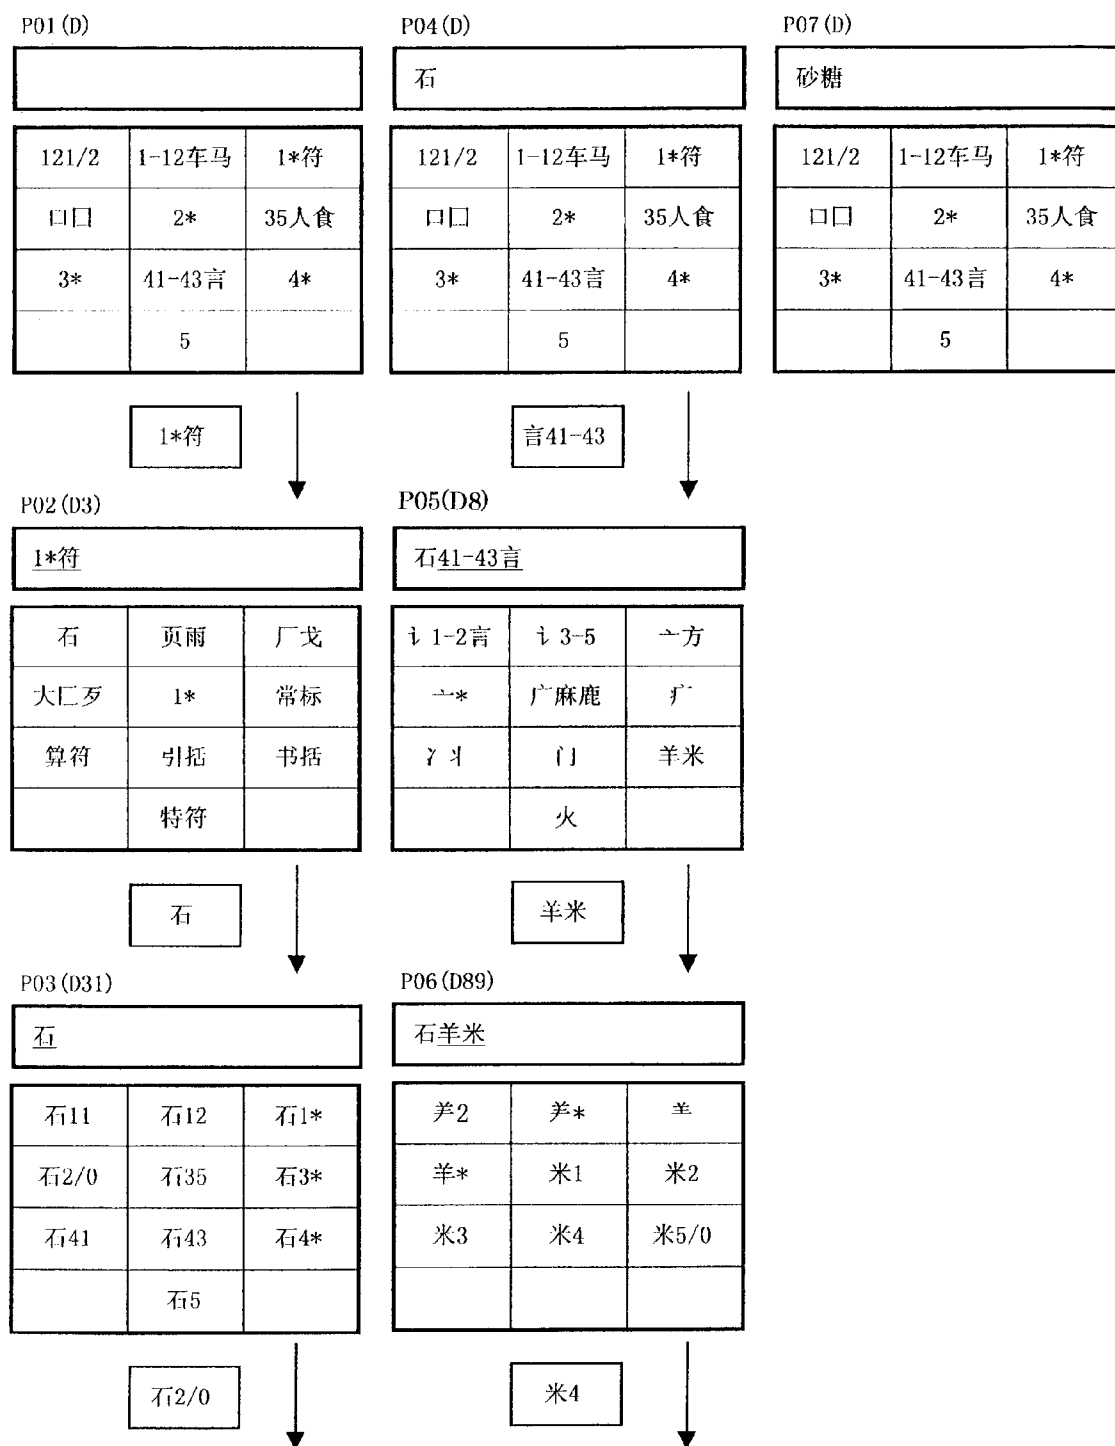 P01(D)
121/2 1-12车马 1*符
口囗 2* 35人食
3* 41-43言 4*
5
1*符
P02(D3)
1*符
石 页雨 厂戈
大匚歹 1* 常标
算符 引括 书括
特符
石
P03(D31)
石
石11 石12 石1*
石2/0 石35 石3*
石41 石43 石4*
石5
石2/0
P04(D)
石
121/2 1-12车马 1*符
口囗 2* 35人食
3* 41-43言 4*
5
言41-43
P05(D8)
石41-43言
讠1-2言 讠3-5 亠方
亠* 广麻鹿 疒
冫丬 门 羊米
火
羊米
P06(D89)
石羊米
⺶2 ⺶* ⺷
羊* 米1 米2
米3 米4 米5/0
米4
P07(D)
砂糖
121/2 1-12车马 1*符
口囗 2* 35人食
3* 41-43言 4*
5